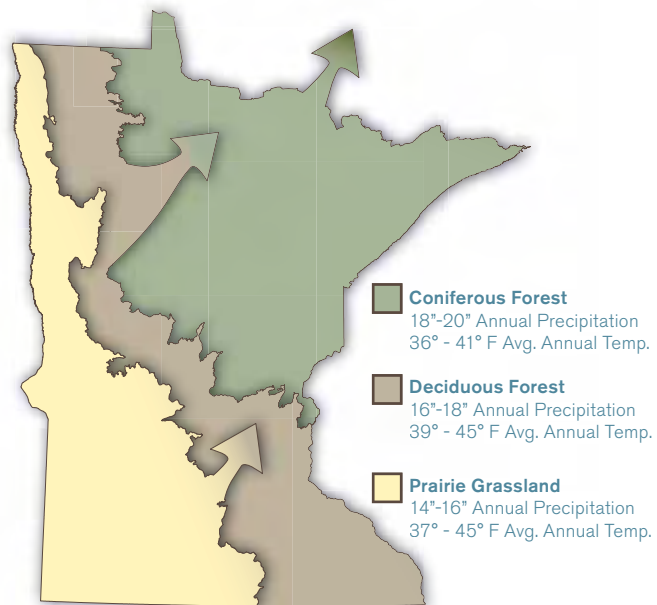 Coniferous Forest
18”-20” Annual Precipitation
36° - 41° F Avg. Annual Temp.
Deciduous Forest
16”-18” Annual Precipitation
39° - 45° F Avg. Annual Temp.
Prairie Grassland
14”-16” Annual Precipitation
37° - 45° F Avg. Annual Temp.